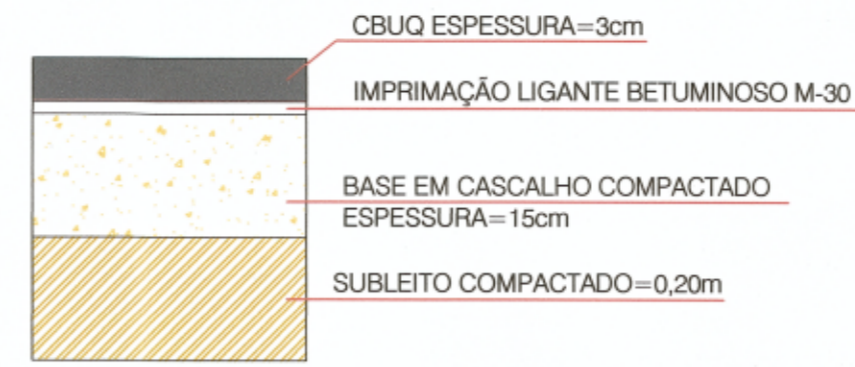 CBUQ ESPESSURA=3cm
IMPRIMAÇÃO LIGANTE BETUMINOSO M-30
BASE EM CASCALHO COMPACTADO
ESPESSURA=15cm
SUBLEITO COMPACTADO=0,20m